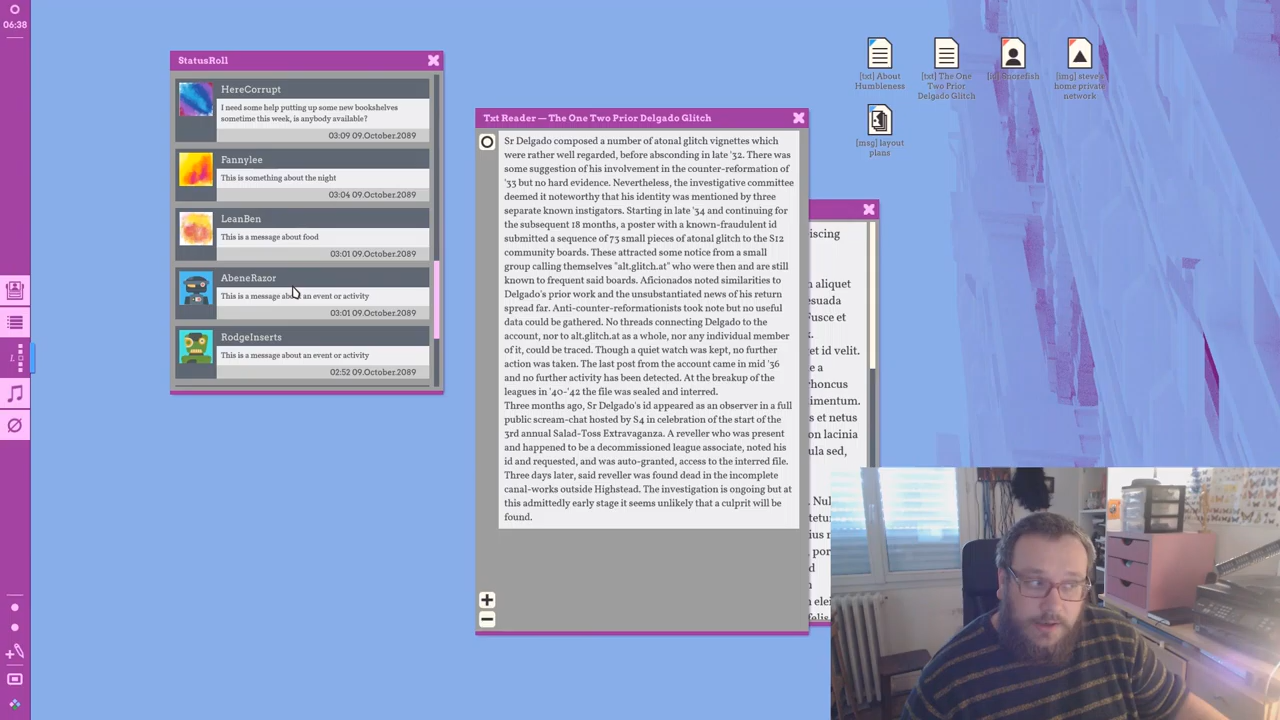 06:38
StatusRoll
HereCorrupt
I need some help putting up some new bookshelves
sometime this week, is anybody available?
03:09 09.October.2089
Fannylee
This is something about the night
03:04 09.October.2089
LeanBen
This is a message about food
03:01 09.October.2089
AbeneRazor
This is a message about an event or activity
03:01 09.October.2089
RodgeInserts
This is a message about an event or activity
02:52 09.October.2089
Txt Reader — The One Two Prior Delgado Glitch
Sr Delgado composed a number of atonal glitch vignettes which
were rather well regarded, before absconding in late '32. There was
some suggestion of his involvement in the counter-reformation of
'33 but no hard evidence. Nevertheless, the investigative committee
deemed it noteworthy that his identity was mentioned by three
separate known instigators. Starting in late '34 and continuing for
the subsequent 18 months, a poster with a known-fraudulent id
submitted a sequence of 73 small pieces of atonal glitch to the S12
community boards. These attracted some notice from a small
group calling themselves "alt.glitch.at" who were then and are still
known to frequent said boards. Aficionados noted similarities to
Delgado's prior work and the unsubstantiated news of his return
spread far. Anti-counter-reformationists took note but no useful
data could be gathered. No threads connecting Delgado to the
account, nor to alt.glitch.at as a whole, nor any individual member
of it, could be traced. Though a quiet watch was kept, no further
action was taken. The last post from the account came in mid '36
and no further activity has been detected. At the breakup of the
leagues in '40-'42 the file was sealed and interred.
Three months ago, Sr Delgado's id appeared as an observer in a full
public scream-chat hosted by S4 in celebration of the start of the
3rd annual Salad-Toss Extravaganza. A reveller who was present
and happened to be a decommissioned league associate, noted his
id and requested, and was auto-granted, access to the interred file.
Three days later, said reveller was found dead in the incomplete
canal-works outside Highstead. The investigation is ongoing but at
this admittedly early stage it seems unlikely that a culprit will be
found.
iscing
aliquet
esuada
Fusce et
et id velit.
e a
rhoncus
imentum.
s et netus
on lacinia
ula sed,
Nul
[txt] About
Humbleness
[txt] The One
Two Prior
Delgado Glitch
Snorefish
[img] steve's
home private
network
[msg] layout
plans